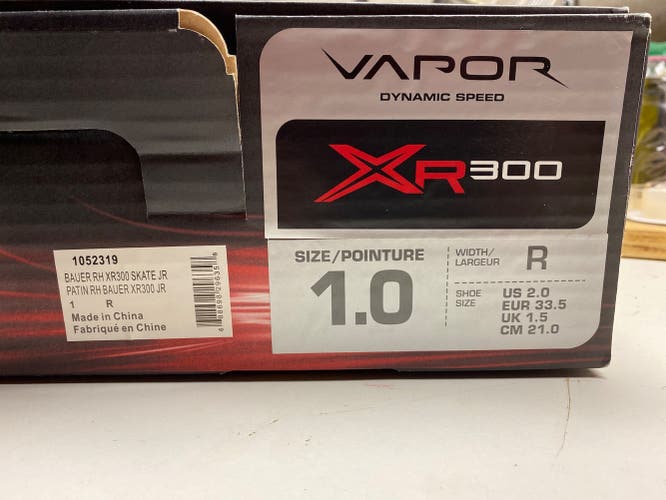 VAPOR
DYNAMIC SPEED
XR300
SIZE/POINTURE
1.0
WIDTH/
LARGEUR
R
SHOE
SIZE
US 2.0
EUR 33.5
UK 1.5
CM 21.0
1052319
BAUER RH XR300 SKATE JR
PATIN RH BAUER XR300 JR
1 R
Made in China
Fabriqué en Chine